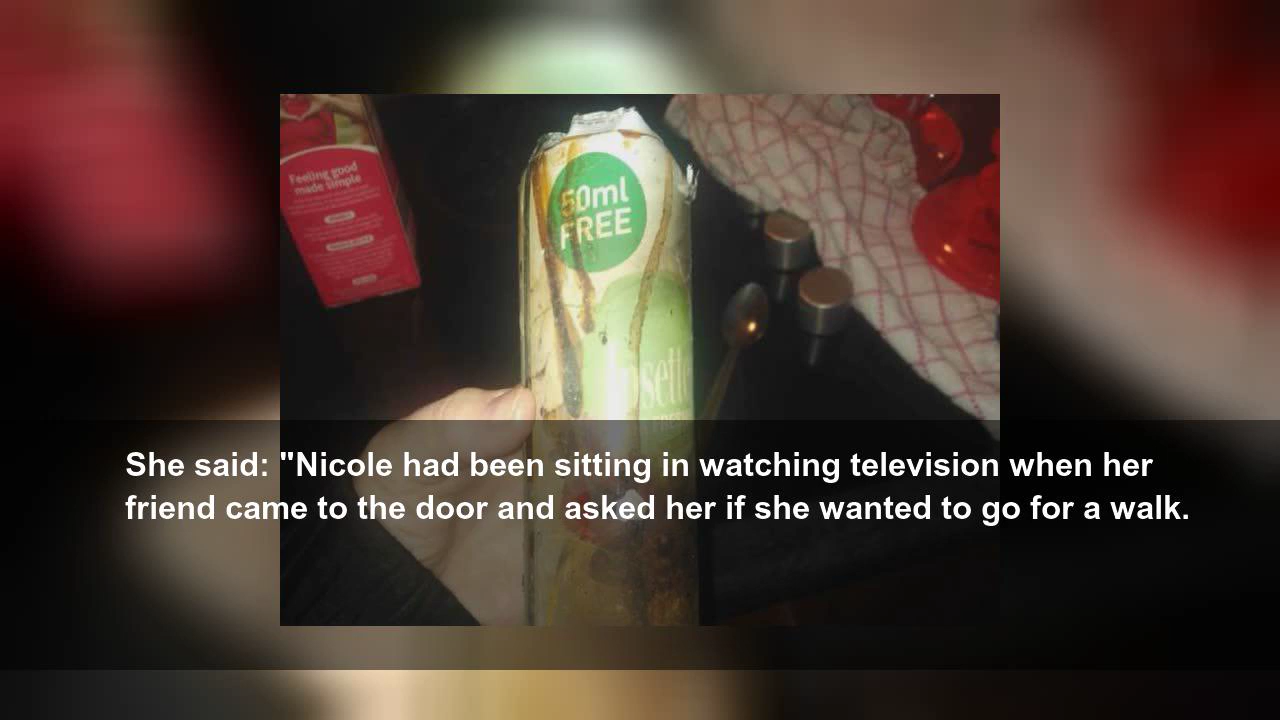 Feeling good
made simple
50ml
FREE
She said: "Nicole had been sitting in watching television when her
friend came to the door and asked her if she wanted to go for a walk.